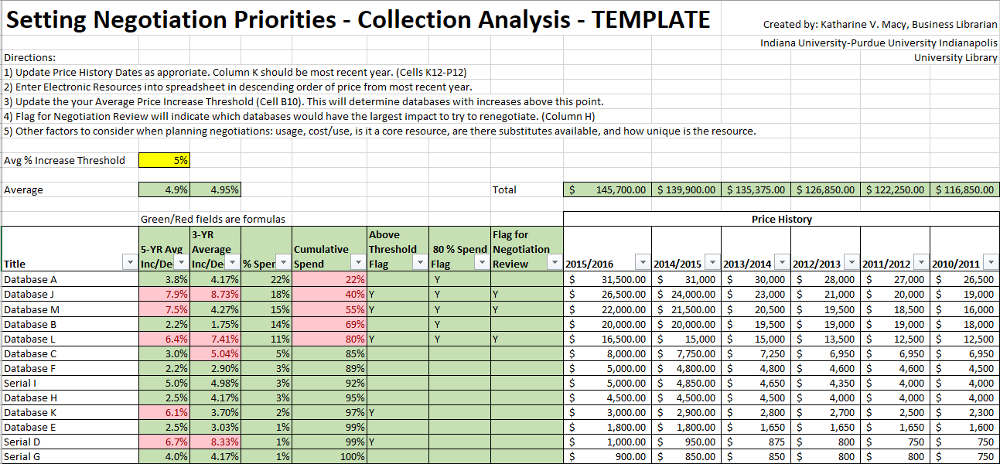 Setting Negotiation Priorities - Collection Analysis - TEMPLATE
Created by: Katharine V. Macy, Business Librarian
Indiana University-Purdue University Indianapolis
Directions: University Library
1) Update Price History Dates as approriate. Column K should be most recent year. (Cells K12-P12)
2) Enter Electronic Resources into spreadsheet in descending order of price from most recent year.
3) Update the your Average Price Increase Threshold (Cell B10). This will determine databases with increases above this point.
4) Flag for Negotiation Review will indicate which databases would have the largest impact to try to renegotiate. (Column H)
5) Other factors to consider when planning negotiations: usage, cost/use, is it a core resource, are there substitutes available, and how unique is the resource.
Avg % Increase Threshold 5%
Average 4.9% 4.95% Total $ 145,700.00 $ 139,900.00 $ 135,375.00 $ 126,850.00 $ 122,250.00 $ 116,850.00
Green/Red fields are formulas Price History
3-YR Above Flag for
5-YR Avg Average Cumulative Threshold 80 % Spend Negotiation
Title Inc/De Inc/De % Sper Spend Flag Flag Review 2015/2016 2014/2015 2013/2014 2012/2013 2011/2012 2010/2011
Database A 3.8% 4.17% 22% 22% Y $ 31,500.00 $ 31,000 $ 30,000 $ 28,000 $ 27,000 $ 26,500
Database J 7.9% 8.73% 18% 40% Y Y Y $ 26,500.00 $ 24,000.00 $ 23,000 $ 21,000 $ 20,000 $ 19,000
Database M 7.5% 4.27% 15% 55% Y Y Y $ 22,000.00 $ 21,500.00 $ 20,500 $ 19,500 $ 18,500 $ 16,000
Database B 2.2% 1.75% 14% 69% Y $ 20,000.00 $ 20,000.00 $ 19,500 $ 19,000 $ 19,000 $ 18,000
Database L 6.4% 7.41% 11% 80% Y Y Y $ 16,500.00 $ 15,000 $ 15,000 $ 13,500 $ 12,500 $ 12,500
Database C 3.0% 5.04% 5% 85% $ 8,000.00 $ 7,750.00 $ 7,250 $ 6,950 $ 6,950 $ 6,950
Database F 2.2% 2.90% 3% 89% $ 5,000.00 $ 4,800.00 $ 4,800 $ 4,600 $ 4,600 $ 4,500
Serial I 5.0% 4.98% 3% 92% $ 5,000.00 $ 4,850.00 $ 4,650 $ 4,350 $ 4,000 $ 4,000
Database H 2.5% 4.17% 3% 95% $ 4,500.00 $ 4,500.00 $ 4,500 $ 4,000 $ 4,000 $ 4,000
Database K 6.1% 3.70% 2% 97% Y $ 3,000.00 $ 2,900.00 $ 2,800 $ 2,700 $ 2,500 $ 2,300
Database E 2.5% 3.03% 1% 99% $ 1,800.00 $ 1,800.00 $ 1,650 $ 1,650 $ 1,650 $ 1,600
Serial D 6.7% 8.33% 1% 99% Y $ 1,000.00 $ 950.00 $ 875 $ 800 $ 750 $ 750
Serial G 4.0% 4.17% 1% 100% $ 900.00 $ 850.00 $ 850 $ 800 $ 800 $ 750